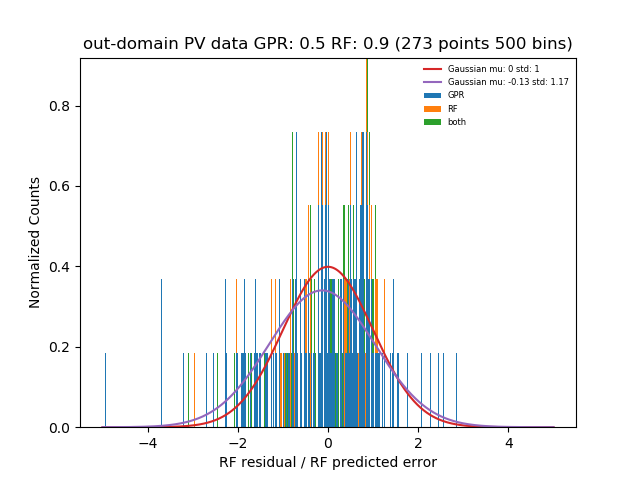 out-domain PV data GPR: 0.5 RF: 0.9 (273 points 500 bins)
Gaussian mu: 0 std: 1
Gaussian mu: -0.13 std: 1.17
GPR
RF
both
Normalized Counts
0.8
0.6
0.4
0.2
0.0
−4 −2 0 2 4
RF residual / RF predicted error